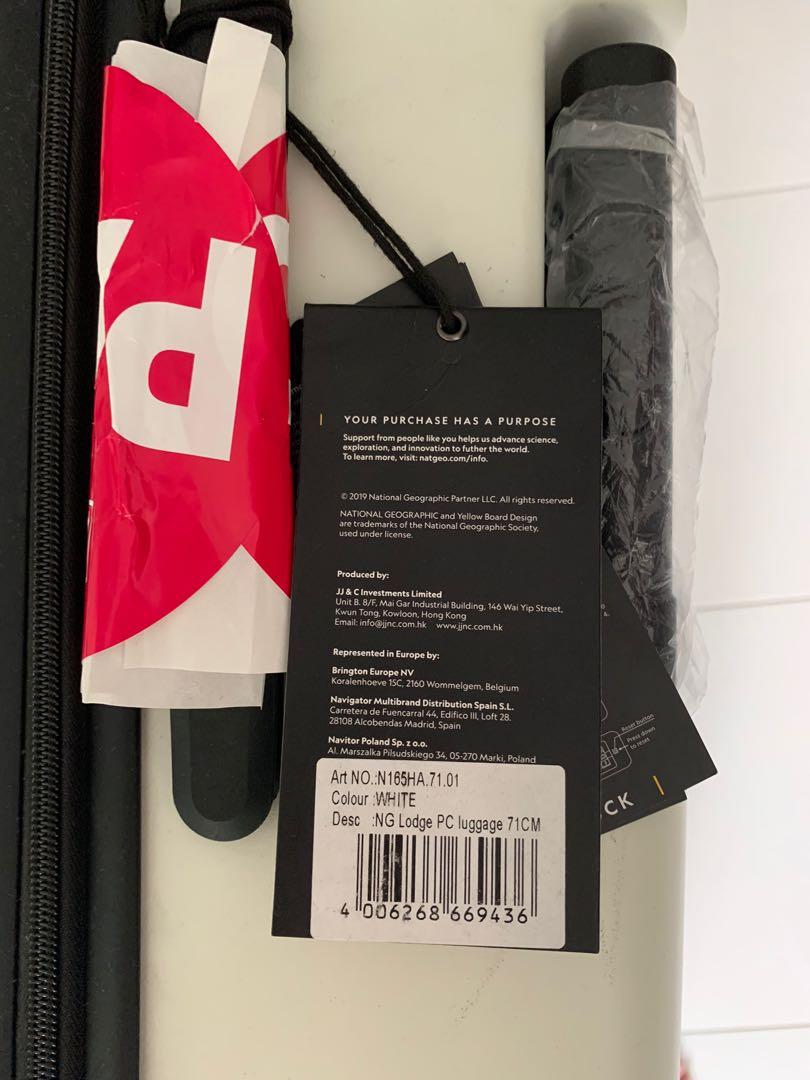 P
YOUR PURCHASE HAS A PURPOSE
Support from people like you helps us advance science,
exploration, and innovation to futher the world.
To learn more, visit: natgeo.com/info.
© 2019 National Geographic Partner LLC. All rights reserved.
NATIONAL GEOGRAPHIC and Yellow Board Design
are trademarks of the National Geographic Society,
used under license.
Produced by:
JJ & C Investments Limited
Unit B. 8/F, Mai Gar Industrial Building, 146 Wai Yip Street,
Kwun Tong, Kowloon, Hong Kong
Email: info@jjnc.com.hk www.jjnc.com.hk
Represented in Europe by:
Brington Europe NV
Koralenhoeve 15C, 2160 Wommelgem, Belgium
Navigator Multibrand Distribution Spain S.L.
Carretera de Fuencarral 44, Edifico III, Loft 28.
28108 Alcobendas Madrid, Spain
Navitor Poland Sp. z o.o.
Al. Marszalka Pilsudskiego 34, 05-270 Marki, Poland
Art NO.:N165HA.71.01
Colour :WHITE
Desc :NG Lodge PC luggage 71CM
4 006268 669436
Reset button
Press down
to reset
CK